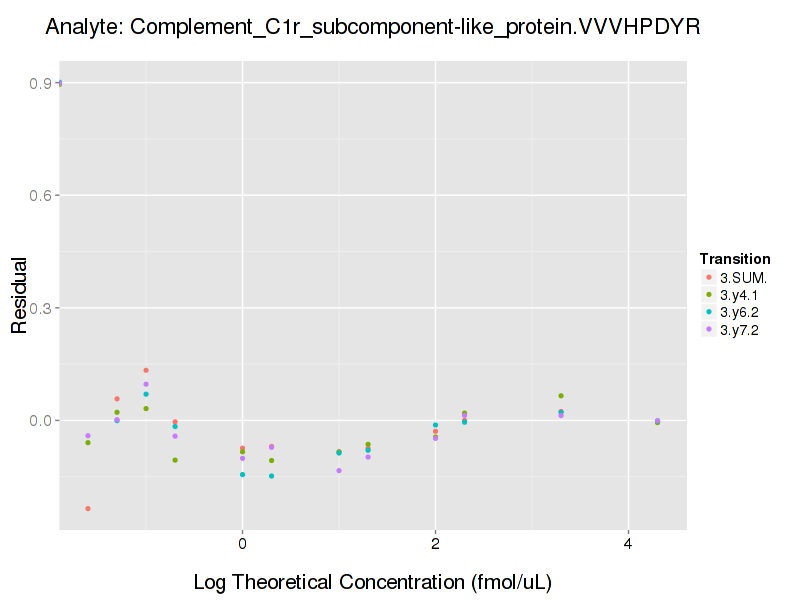 Analyte: Complement_C1r_subcomponent-like_protein.VVVHPDYR
0.9
0.6
0.3
0.0
Residual
0
2
4
Log Theoretical Concentration (fmol/uL)
Transition
3.SUM.
3.y4.1
3.y6.2
3.y7.2